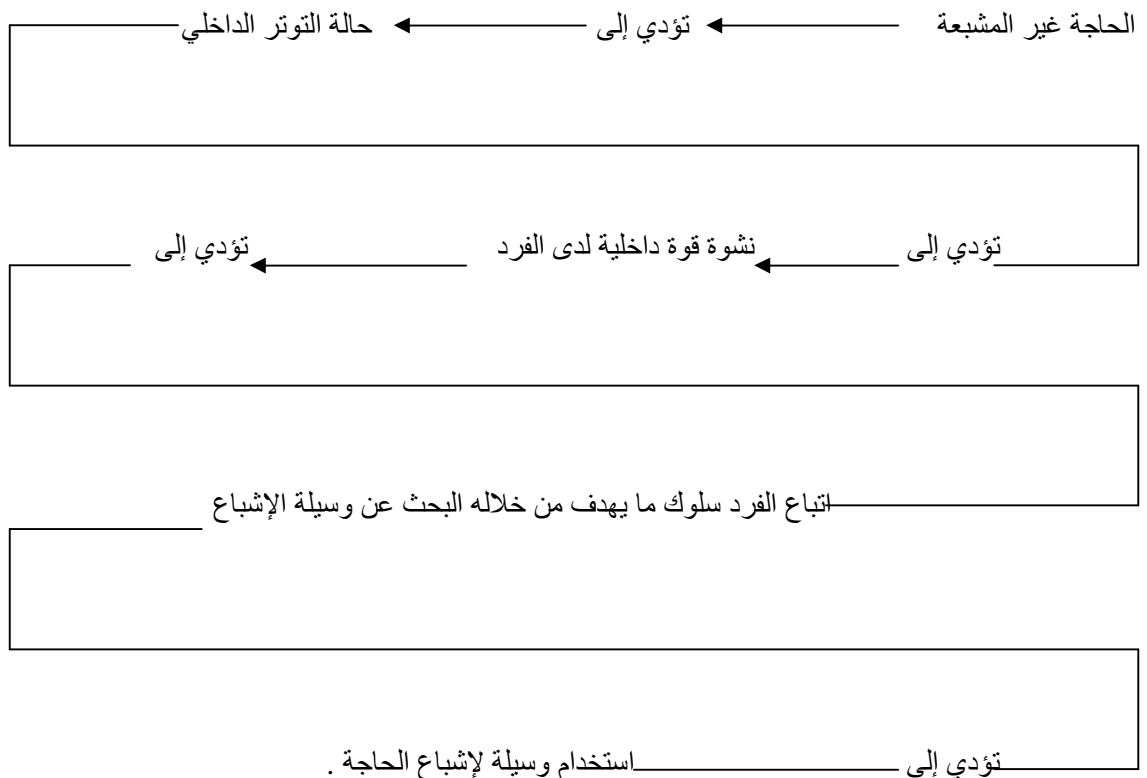 الحاجة غير المشبعة تؤدي إلى حالة التوتر الداخلي
تؤدي إلى نشوة قوة داخلية لدى الفرد تؤدي إلى
اتباع الفرد سلوك ما يهدف من خلاله البحث عن وسيلة الإشباع
تؤدي إلى استخدام وسيلة لإشباع الحاجة .